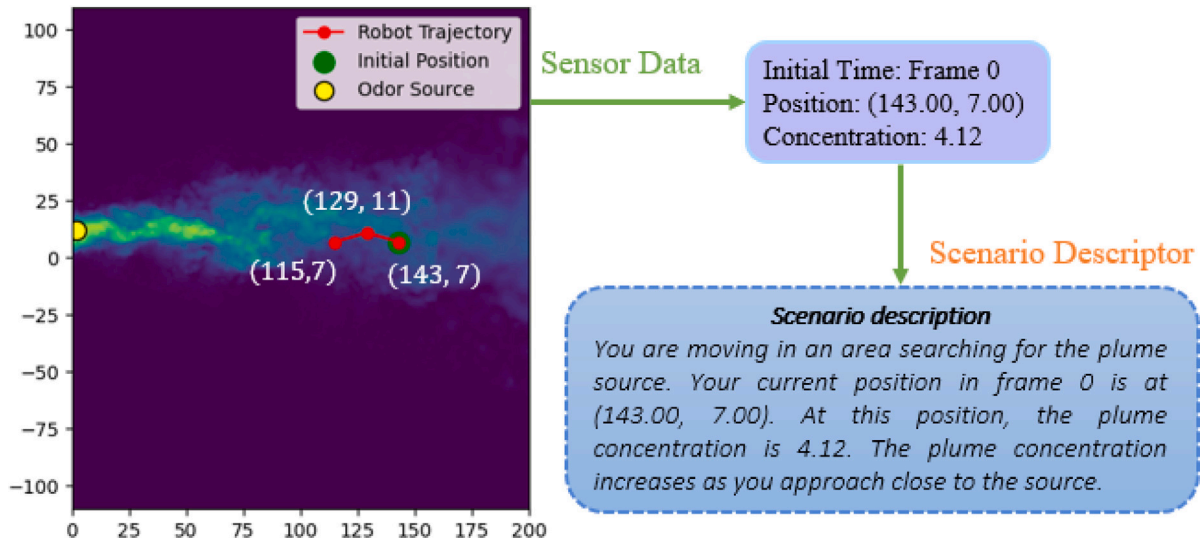 Robot Trajectory
Initial Position
Odor Source
100
75
50
25
0
−25
−50
−75
−100
0
25
50
75
100
125
150
175
200
(129, 11)
(115,7)
(143, 7)
Sensor Data
Initial Time: Frame 0
Position: (143.00, 7.00)
Concentration: 4.12
Scenario Descriptor
Scenario description
You are moving in an area searching for the plume
source. Your current position in frame 0 is at
(143.00, 7.00). At this position, the plume
concentration is 4.12. The plume concentration
increases as you approach close to the source.